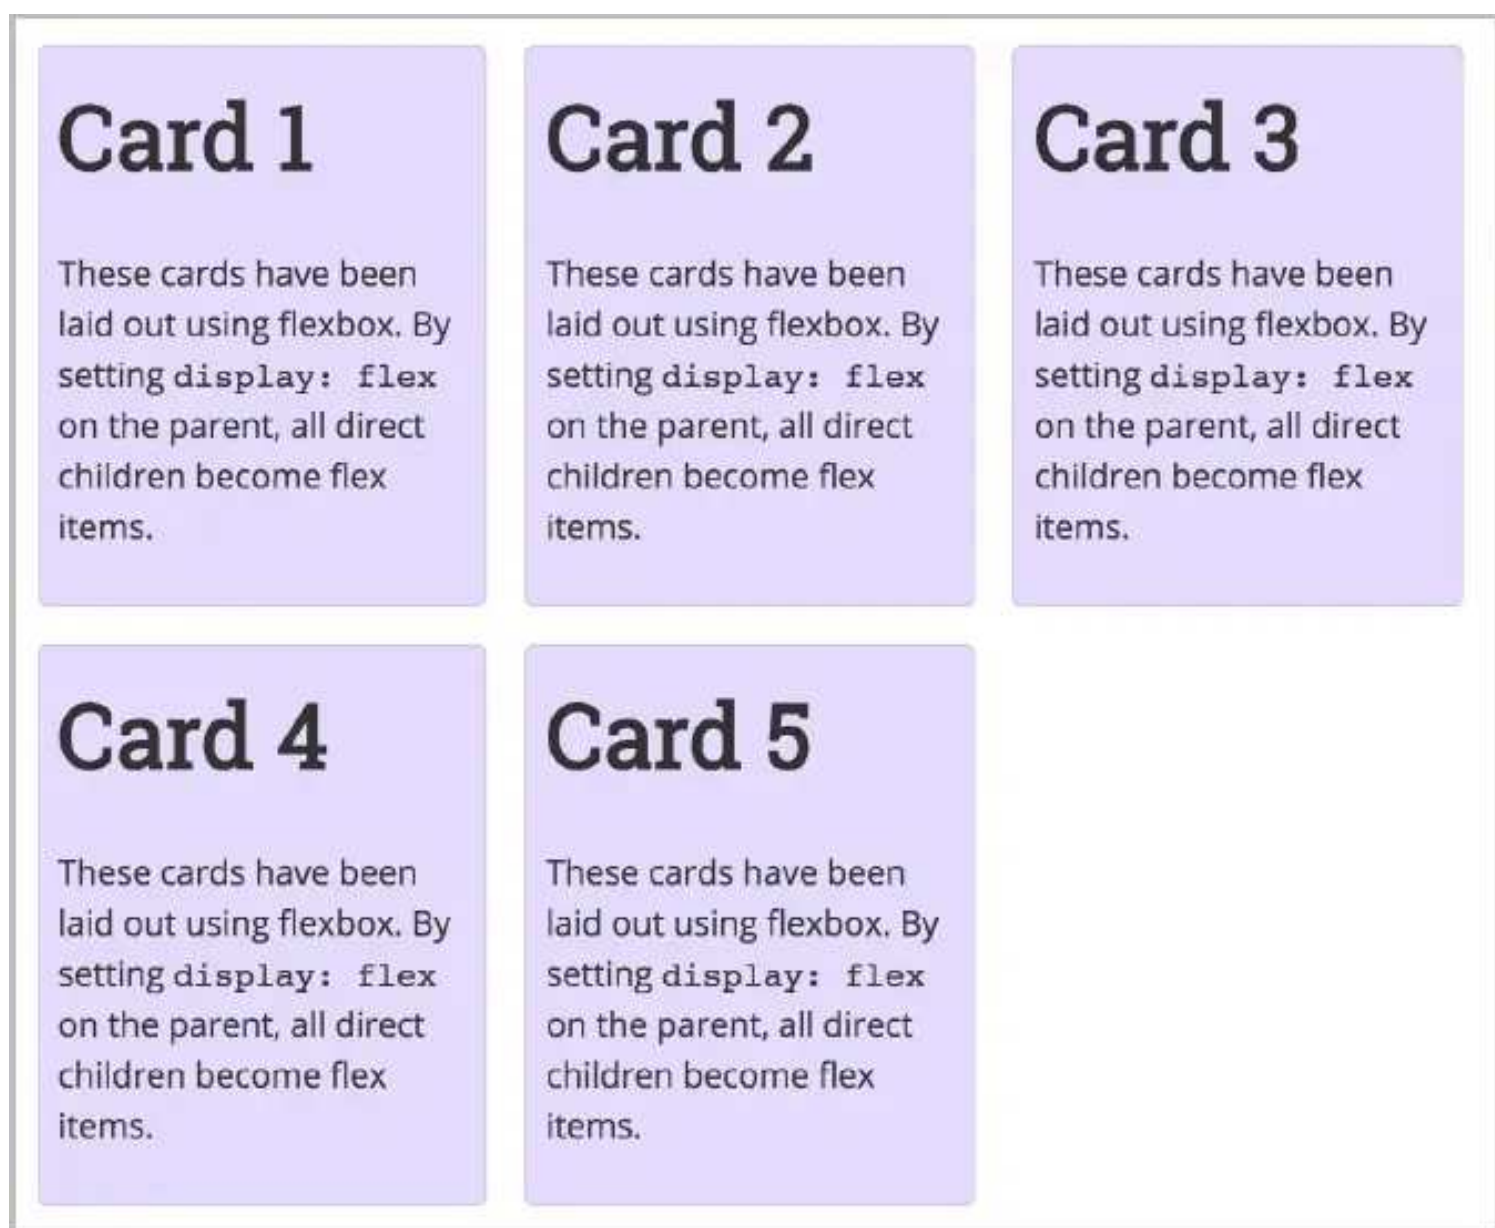 Card 1
These cards have been
laid out using flexbox. By
setting display: flex
on the parent, all direct
children become flex
items.
Card 2
These cards have been
laid out using flexbox. By
setting display: flex
on the parent, all direct
children become flex
items.
Card 3
These cards have been
laid out using flexbox. By
setting display: flex
on the parent, all direct
children become flex
items.
Card 4
These cards have been
laid out using flexbox. By
setting display: flex
on the parent, all direct
children become flex
items.
Card 5
These cards have been
laid out using flexbox. By
setting display: flex
on the parent, all direct
children become flex
items.